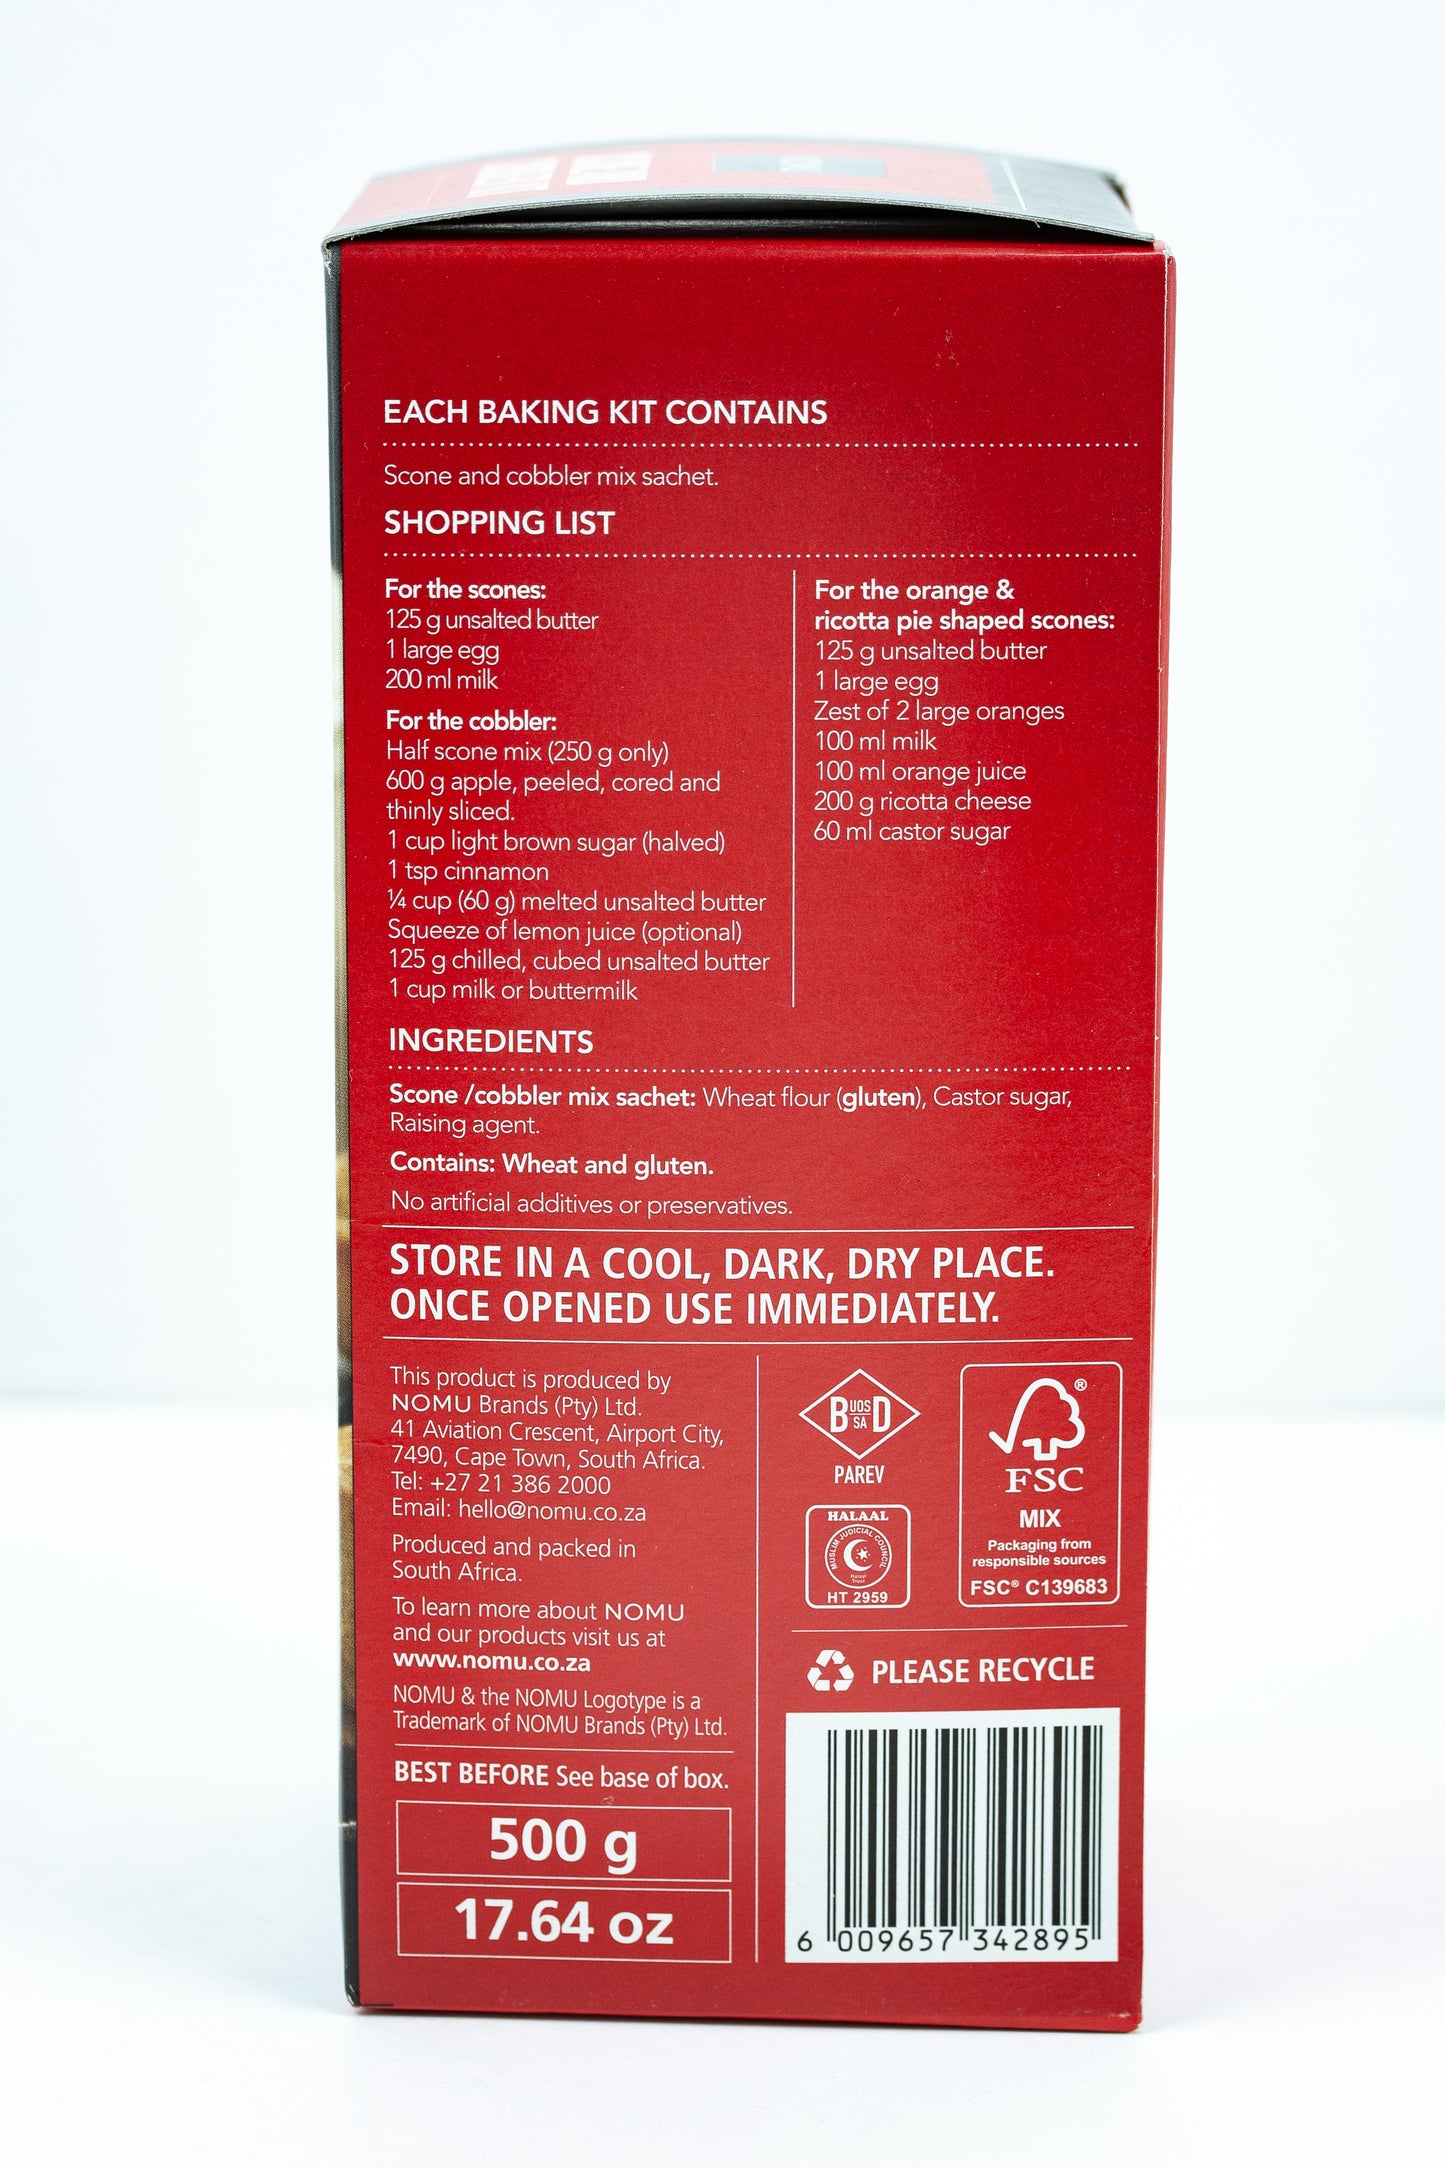 EACH BAKING KIT CONTAINS
Scone and cobbler mix sachet.
SHOPPING LIST
For the scones:
125 g unsalted butter
1 large egg
200 ml milk
For the cobbler:
Half scone mix (250 g only)
600 g apple, peeled, cored and
thinly sliced.
1 cup light brown sugar (halved)
1 tsp cinnamon
¼ cup (60 g) melted unsalted butter
Squeeze of lemon juice (optional)
125 g chilled, cubed unsalted butter
1 cup milk or buttermilk
For the orange &
ricotta pie shaped scones:
125 g unsalted butter
1 large egg
Zest of 2 large oranges
100 ml milk
100 ml orange juice
200 g ricotta cheese
60 ml castor sugar
INGREDIENTS
Scone /cobbler mix sachet: Wheat flour (gluten), Castor sugar,
Raising agent.
Contains: Wheat and gluten.
No artificial additives or preservatives.
STORE IN A COOL, DARK, DRY PLACE.
ONCE OPENED USE IMMEDIATELY.
This product is produced by
NOMU Brands (Pty) Ltd.
41 Aviation Crescent, Airport City,
7490, Cape Town, South Africa.
Tel: +27 21 386 2000
Email: hello@nomu.co.za
Produced and packed in
South Africa.
To learn more about NOMU
and our products visit us at
www.nomu.co.za
NOMU & the NOMU Logotype is a
Trademark of NOMU Brands (Pty) Ltd.
BEST BEFORE See base of box.
500 g
17.64 oz
BUOSD
SA
PAREV
HALAAL
MUSLIM JUDICIAL COUNCIL
Halaal
Trust
HT 2959
®
FSC
MIX
Packaging from
responsible sources
FSC® C139683
PLEASE RECYCLE
6 009657 342895